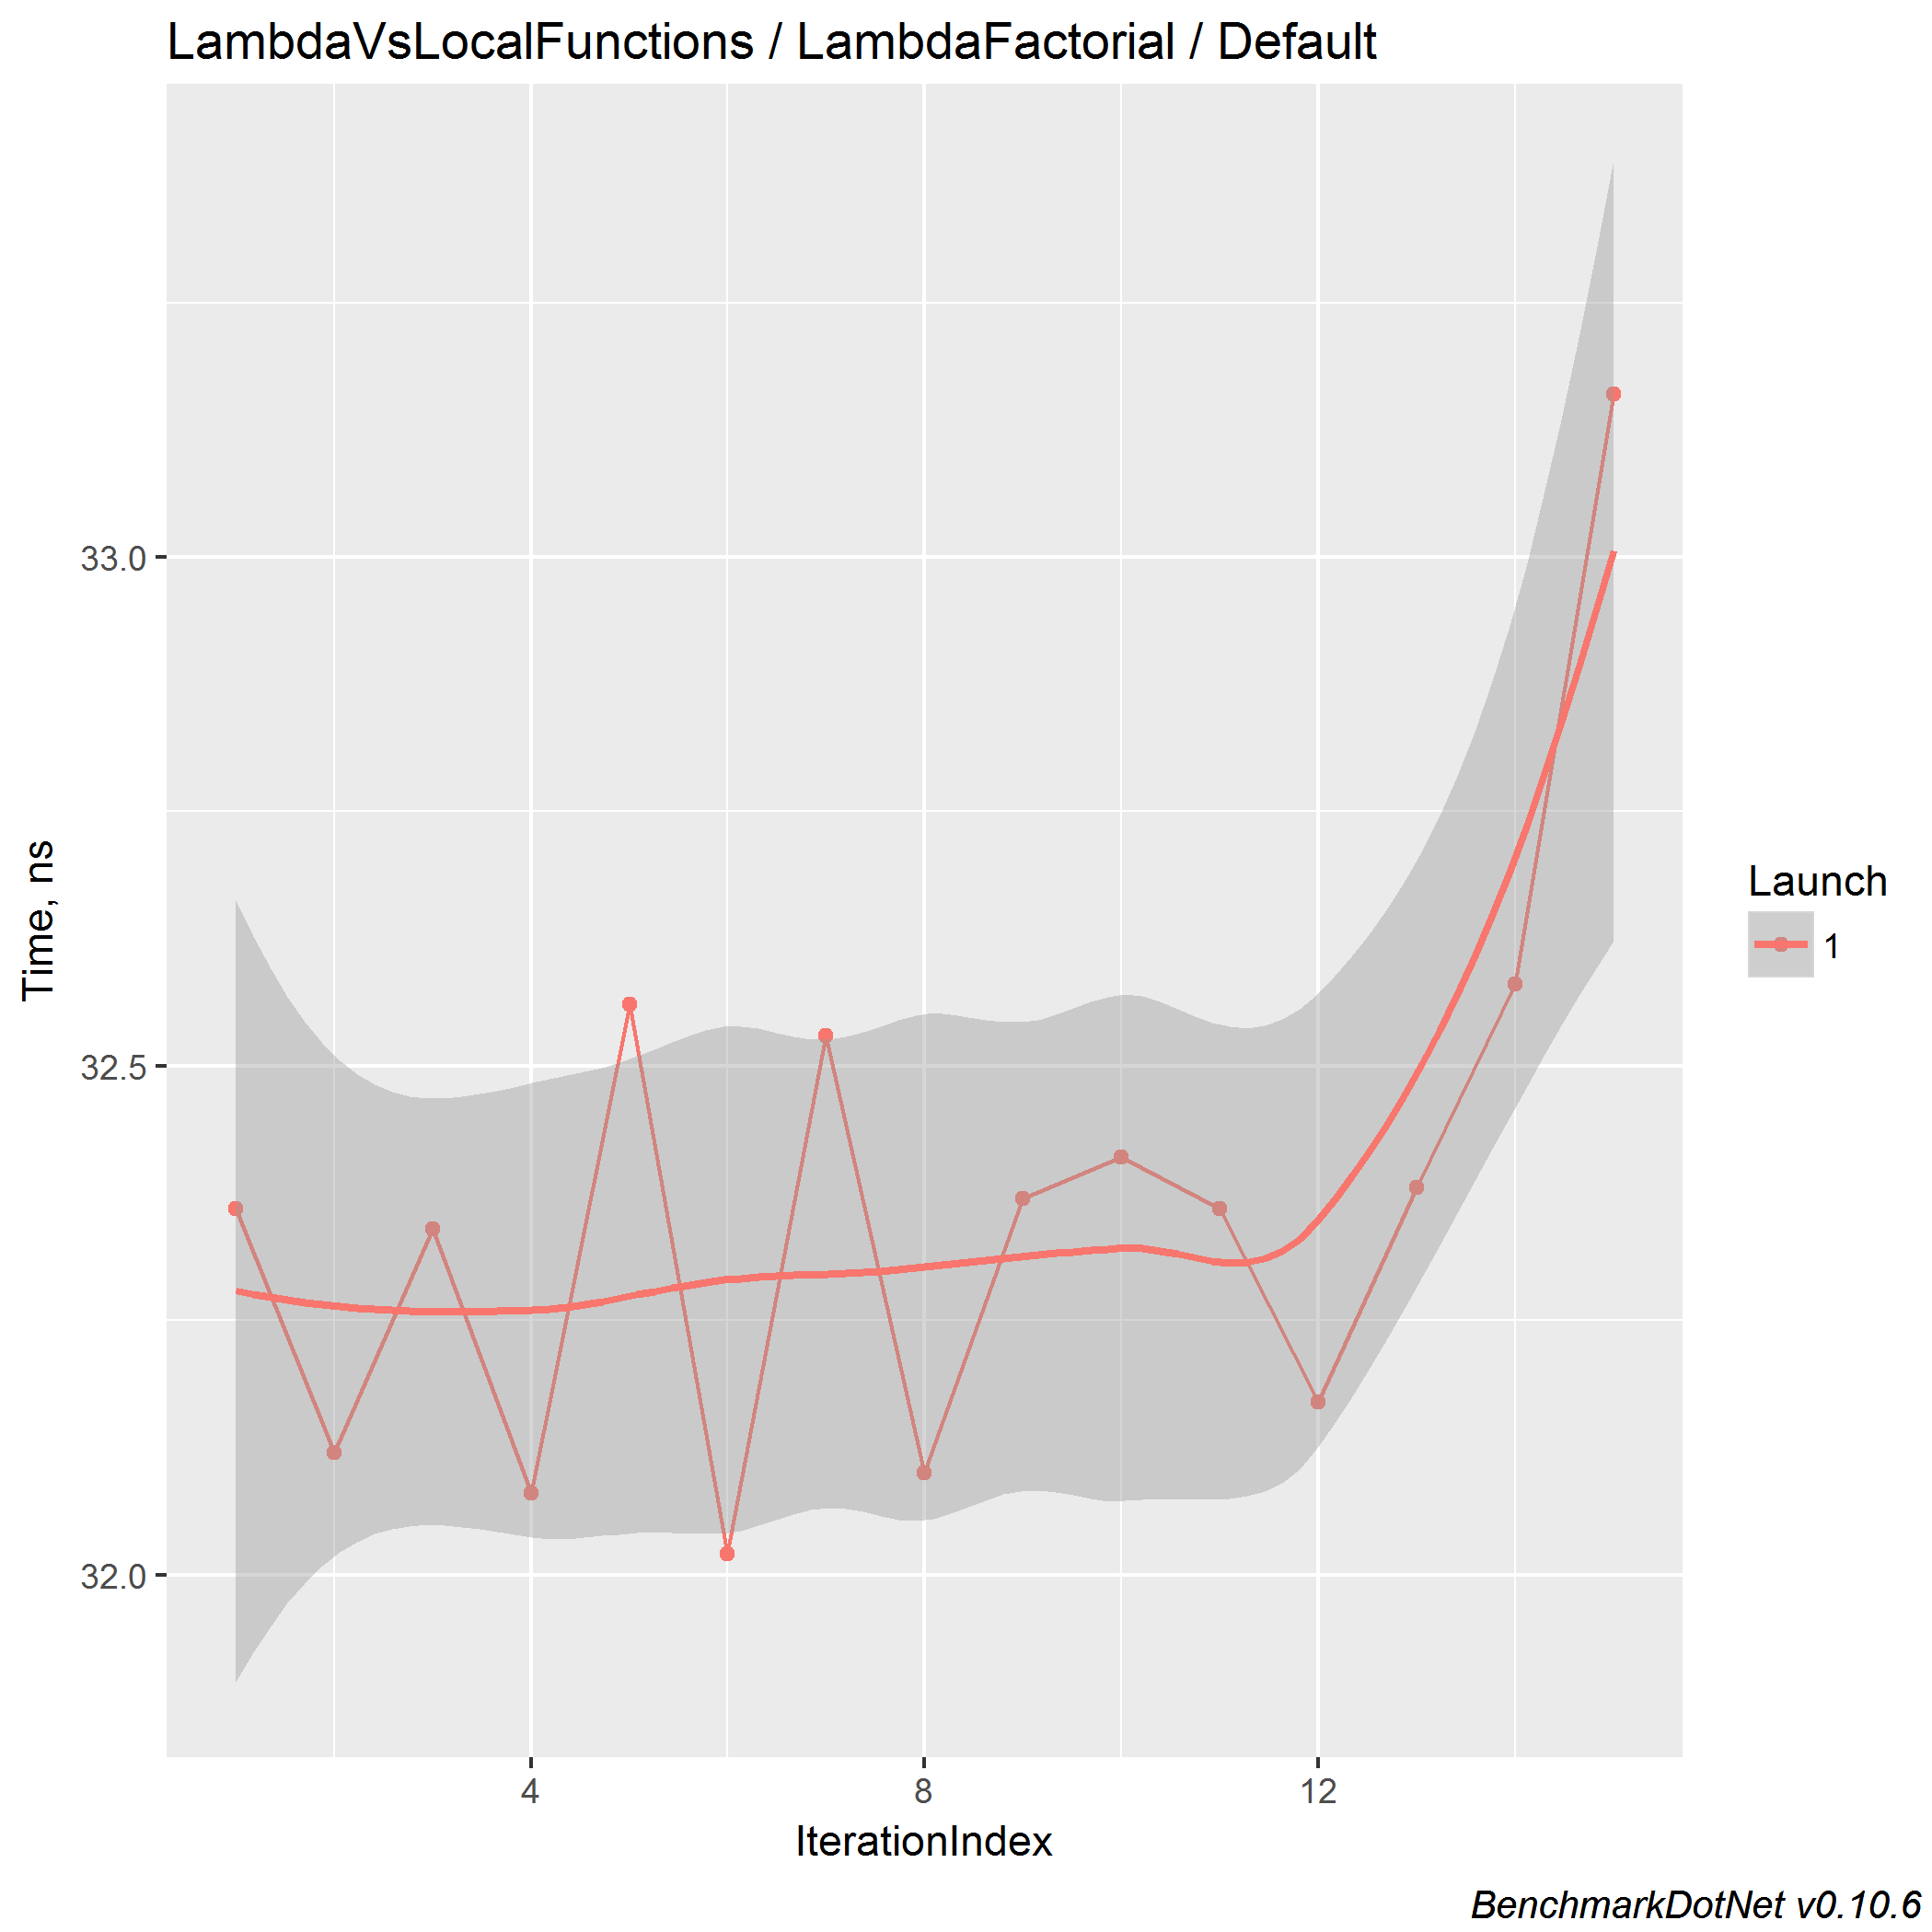 LambdaVsLocalFunctions / LambdaFactorial / Default
Time, ns
33.0
32.5
32.0
4 8 12
IterationIndex
Launch
1
BenchmarkDotNet v0.10.6